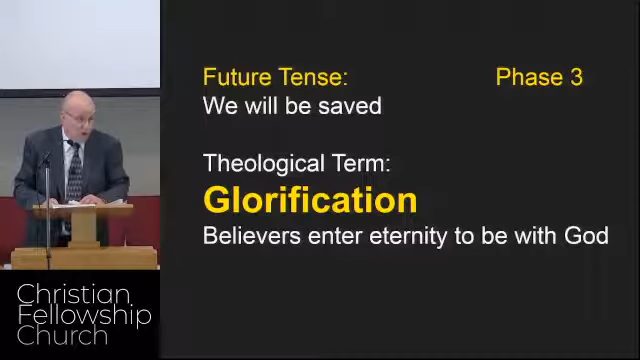 Future Tense: Phase 3
We will be saved
Theological Term:
Glorification
Believers enter eternity to be with God
Christian
Fellowship
Church